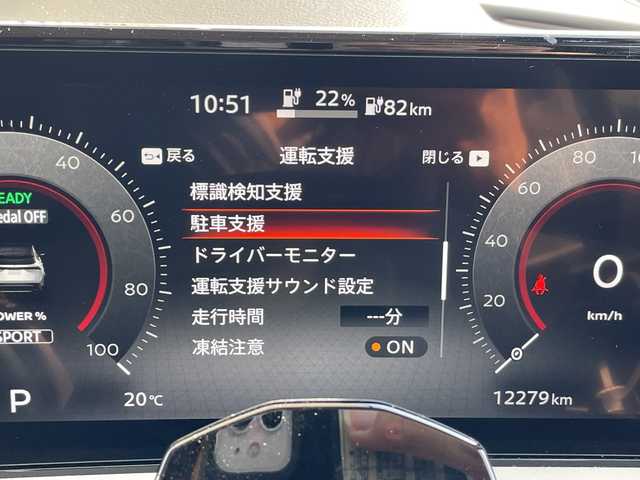 10:51 22% 82km
戻る 運転支援 閉じる
標識検知支援
駐車支援
ドライバーモニター
運転支援サウンド設定
走行時間 ---分
凍結注意 ON
40
60
80
100
READY
edal OFF
OWER %
SPORT
P 20℃
80
60
40
20
0
0
km/h
12279km